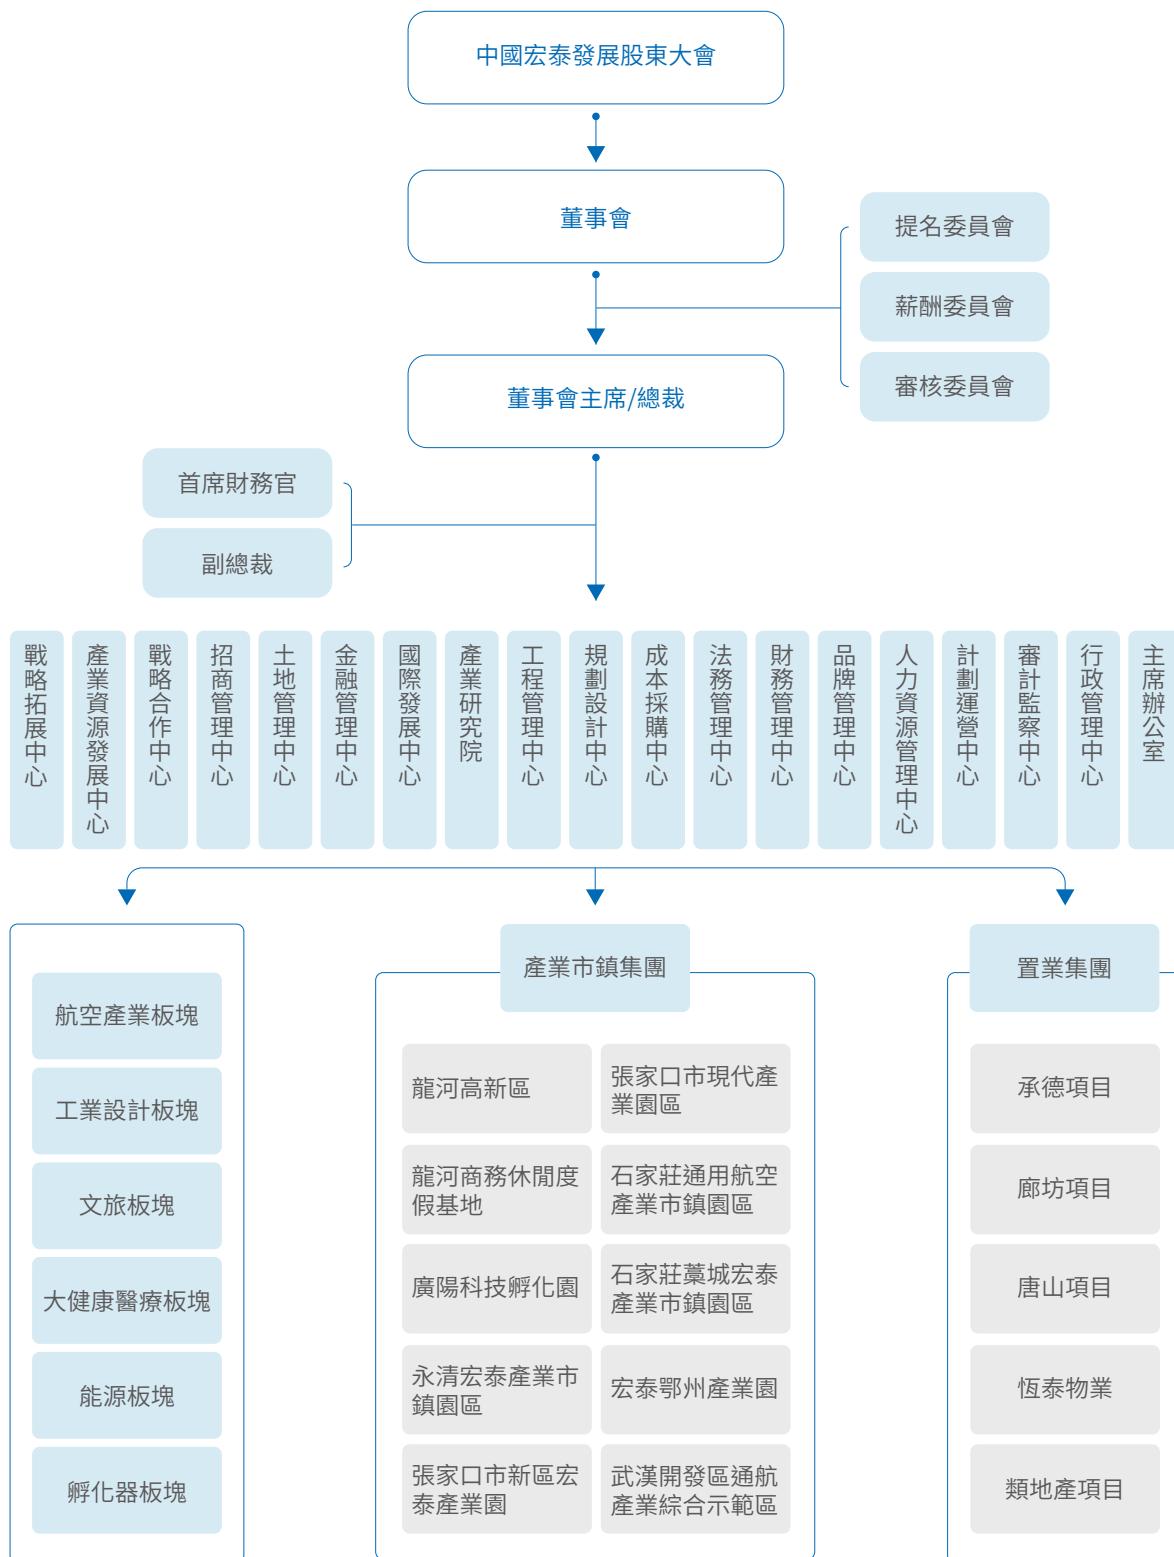 中國宏泰發展股東大會
董事會
提名委員會
薪酬委員會
審核委員會
董事會主席/總裁
首席財務官
副總裁
戰略拓展中心
產業資源發展中心
戰略合作中心
招商管理中心
土地管理中心
金融管理中心
國際發展中心
產業研究院
工程管理中心
規劃設計中心
成本採購中心
法務管理中心
財務管理中心
品牌管理中心
人力資源管理中心
計劃運營中心
審計監察中心
行政管理中心
主席辦公室
航空產業板塊
工業設計板塊
文旅板塊
大健康醫療板塊
能源板塊
孵化器板塊
產業市鎮集團
龍河高新區
張家口市現代產
業園區
龍河商務休閒度
假基地
石家莊通用航空
產業市鎮園區
廣陽科技孵化園
石家莊藁城宏泰
產業市鎮園區
永清宏泰產業市
鎮園區
宏泰鄂州產業園
張家口市新區宏
泰產業園
武漢開發區通航
產業綜合示範區
置業集團
承德項目
廊坊項目
唐山項目
恆泰物業
類地產項目